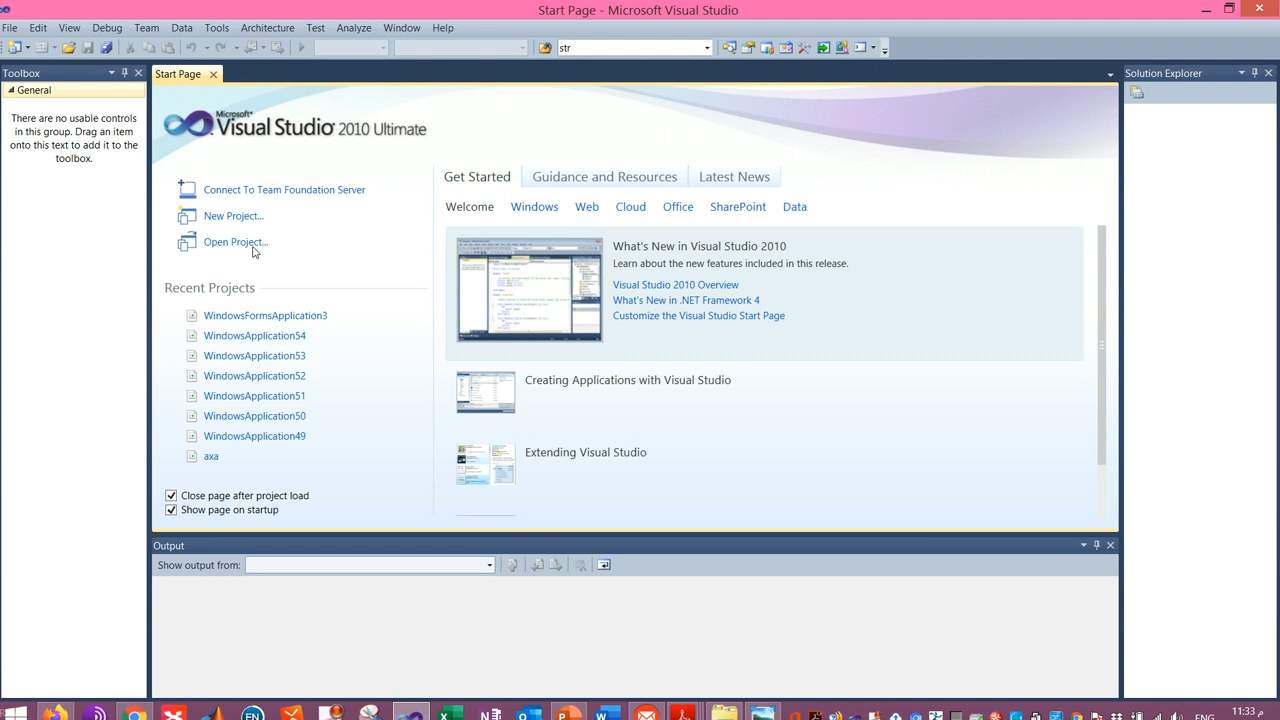 Start Page - Microsoft Visual Studio
File Edit View Debug Team Data Tools Architecture Test Analyze Window Help
str
Toolbox
General
There are no usable controls
in this group. Drag an item
onto this text to add it to the
toolbox.
Start Page
Microsoft®
Visual Studio® 2010 Ultimate
Connect To Team Foundation Server
New Project...
Open Project...
Recent Projects
WindowsFormsApplication3
WindowsApplication54
WindowsApplication53
WindowsApplication52
WindowsApplication51
WindowsApplication50
WindowsApplication49
axa
Close page after project load
Show page on startup
Get Started Guidance and Resources Latest News
Welcome Windows Web Cloud Office SharePoint Data
What's New in Visual Studio 2010
Learn about the new features included in this release.
Visual Studio 2010 Overview
What's New in .NET Framework 4
Customize the Visual Studio Start Page
Creating Applications with Visual Studio
Extending Visual Studio
Solution Explorer
Output
Show output from:
EN
ENG
11:33 م